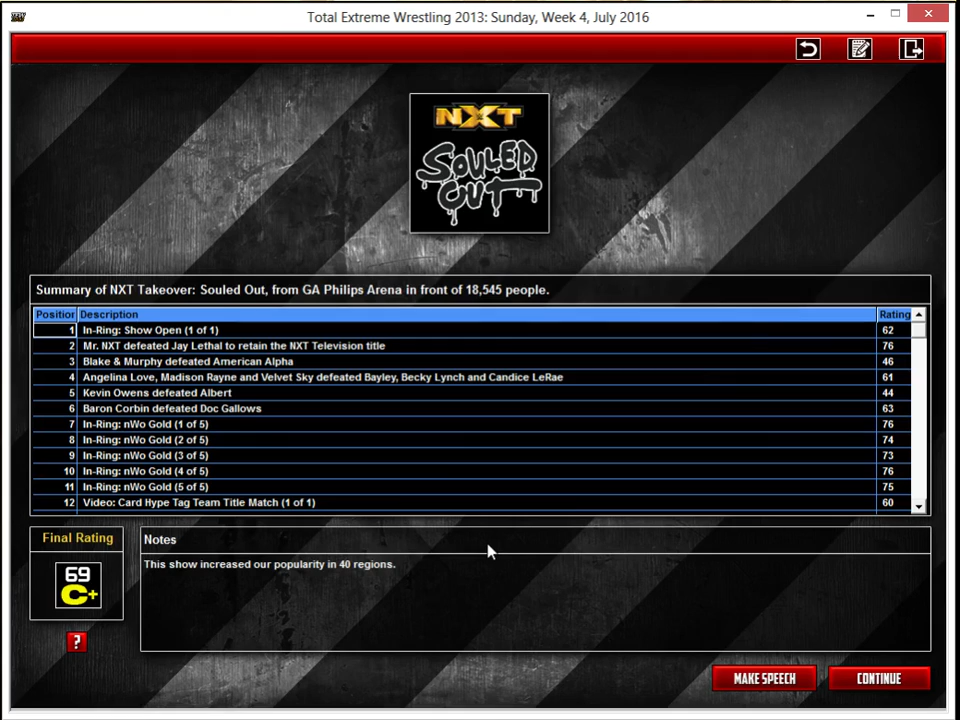 Total Extreme Wrestling 2013: Sunday, Week 4, July 2016
NXT
SOULED
OUT
Summary of NXT Takeover: Souled Out, from GA Philips Arena in front of 18,545 people.
Position Description Rating
1 In-Ring: Show Open (1 of 1) 62
2 Mr. NXT defeated Jay Lethal to retain the NXT Television title 76
3 Blake & Murphy defeated American Alpha 46
4 Angelina Love, Madison Rayne and Velvet Sky defeated Bayley, Becky Lynch and Candice LeRae 61
5 Kevin Owens defeated Albert 44
6 Baron Corbin defeated Doc Gallows 63
7 In-Ring: nWo Gold (1 of 5) 76
8 In-Ring: nWo Gold (2 of 5) 74
9 In-Ring: nWo Gold (3 of 5) 73
10 In-Ring: nWo Gold (4 of 5) 76
11 In-Ring: nWo Gold (5 of 5) 75
12 Video: Card Hype Tag Team Title Match (1 of 1) 60
Final Rating
69
C+
?
Notes
This show increased our popularity in 40 regions.
MAKE SPEECH
CONTINUE